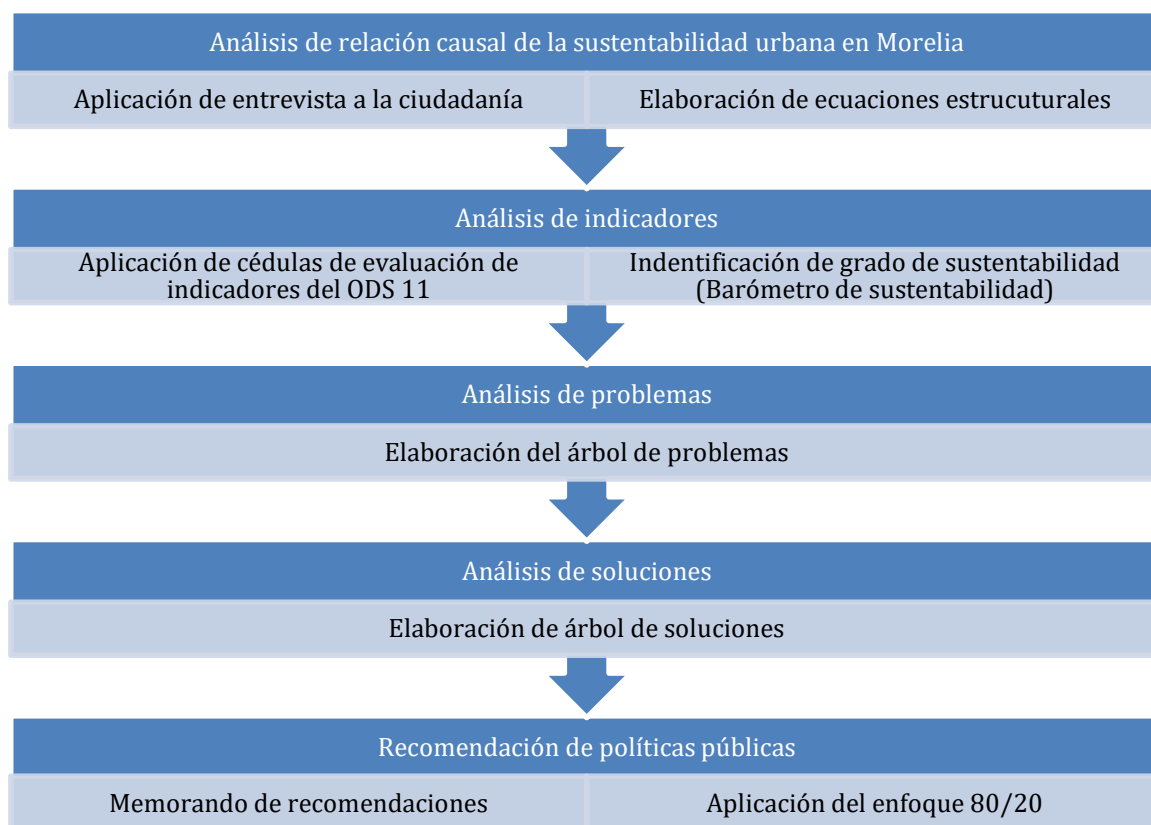 Análisis de relación causal de la sustentabilidad urbana en Morelia
Aplicación de entrevista a la ciudadanía
Elaboración de ecuaciones estrucuturales
Análisis de indicadores
Aplicación de cédulas de evaluación de
indicadores del ODS 11
Indentificación de grado de sustentabilidad
(Barómetro de sustentabilidad)
Análisis de problemas
Elaboración del árbol de problemas
Análisis de soluciones
Elaboración de árbol de soluciones
Recomendación de políticas públicas
Memorando de recomendaciones
Aplicación del enfoque 80/20